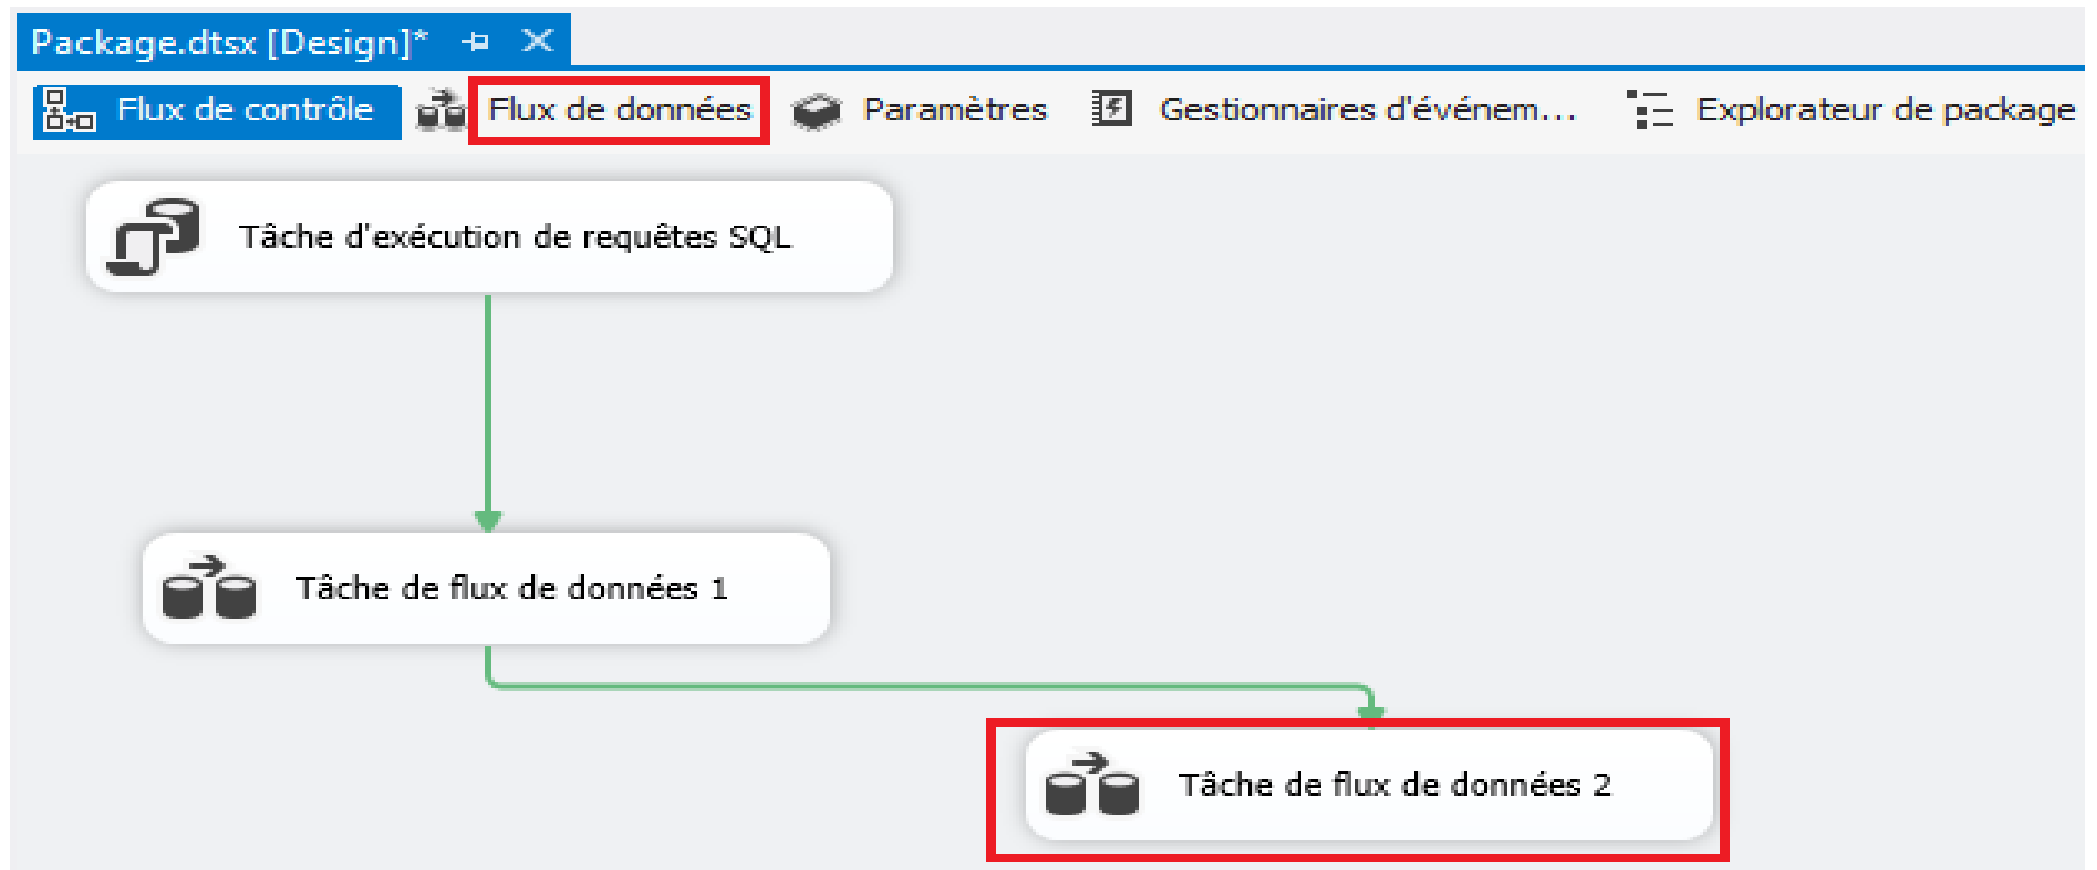 Package.dtsx [Design]*
Flux de contrôle Flux de données Paramètres Gestionnaires d'événem... Explorateur de package
Tâche d'exécution de requêtes SQL
Tâche de flux de données 1
Tâche de flux de données 2